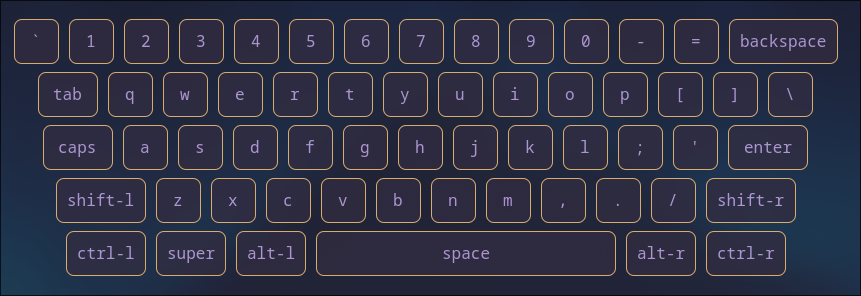 ` 1 2 3 4 5 6 7 8 9 0 - = backspace
tab q w e r t y u i o p [ ] \
caps a s d f g h j k l ; ' enter
shift-l z x c v b n m , . / shift-r
ctrl-l super alt-l space alt-r ctrl-r